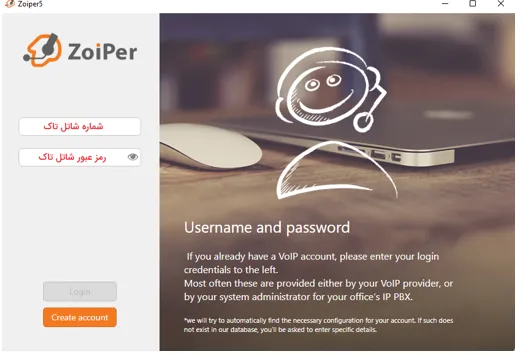 Zoiper5
ZoiPer
شماره شاتل تاک
رمز عبور شاتل تاک
Login
Create account
Username and password
If you already have a VoIP account, please enter your login
credentials to the left.
Most often these are provided either by your VoIP provider, or
by your system administrator for your office's IP PBX.
*we will try to automatically find the necessary configuration for your account. If such does
not exist in our database, you'll be asked to enter specific details.